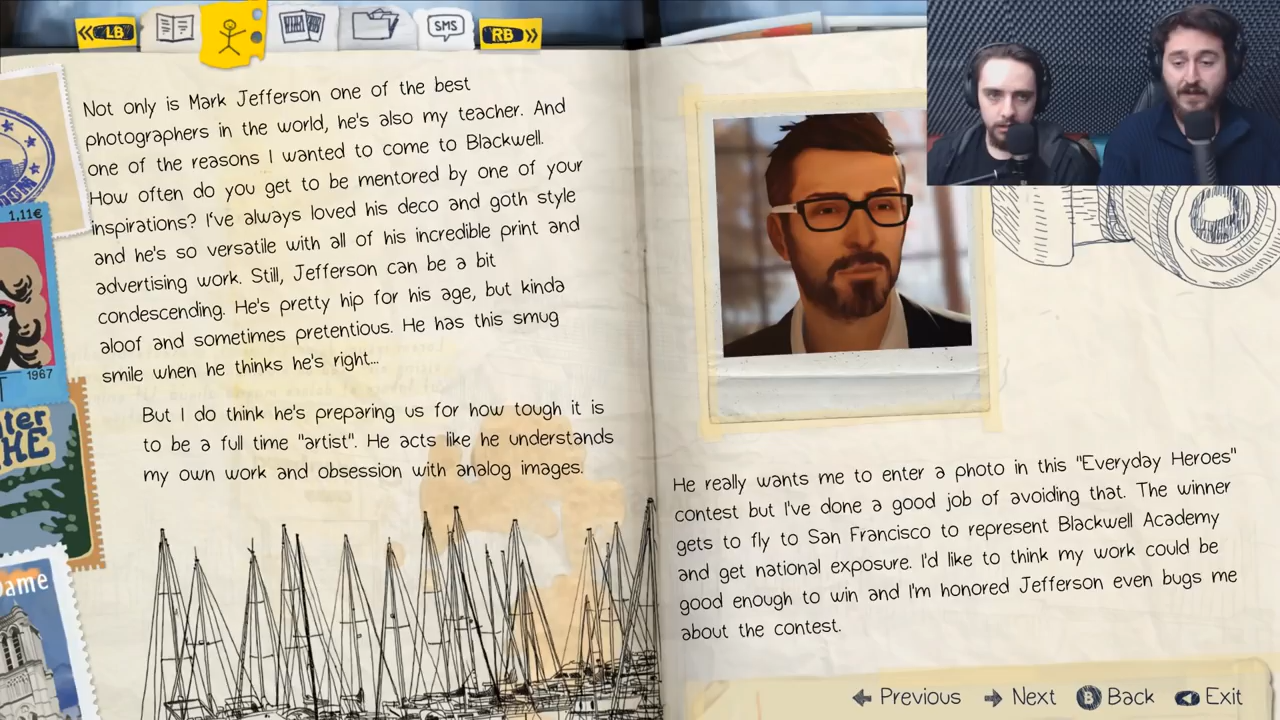 LB
SMS
RB
Not only is Mark Jefferson one of the best
photographers in the world, he's also my teacher. And
one of the reasons I wanted to come to Blackwell.
How often do you get to be mentored by one of your
inspirations? I've always loved his deco and goth style
and he's so versatile with all of his incredible print and
advertising work. Still, Jefferson can be a bit
condescending. He's pretty hip for his age, but kinda
aloof and sometimes pretentious. He has this smug
smile when he thinks he's right...
But I do think he's preparing us for how tough it is
to be a full time "artist". He acts like he understands
my own work and obsession with analog images.
1,11€
1967
Dame
He really wants me to enter a photo in this "Everyday Heroes"
contest but I've done a good job of avoiding that. The winner
gets to fly to San Francisco to represent Blackwell Academy
and get national exposure. I'd like to think my work could be
good enough to win and I'm honored Jefferson even bugs me
about the contest.
Previous Next B Back Exit